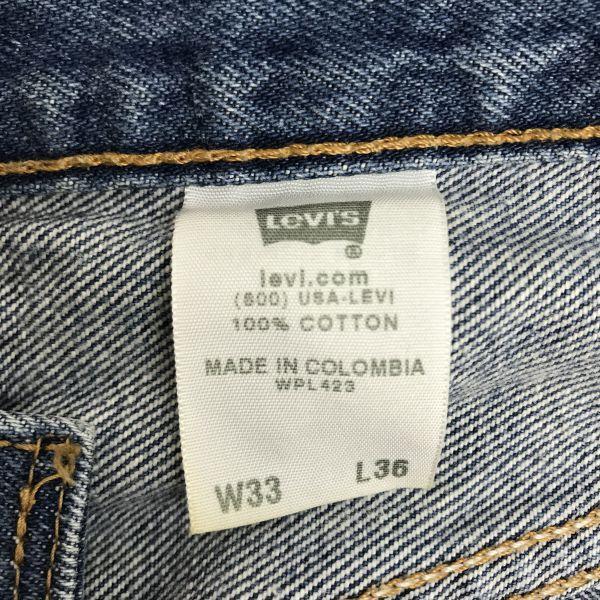 LEVI'S
®
levi.com
(800) USA-LEVI
100% COTTON
MADE IN COLOMBIA
WPL423
W33 L36